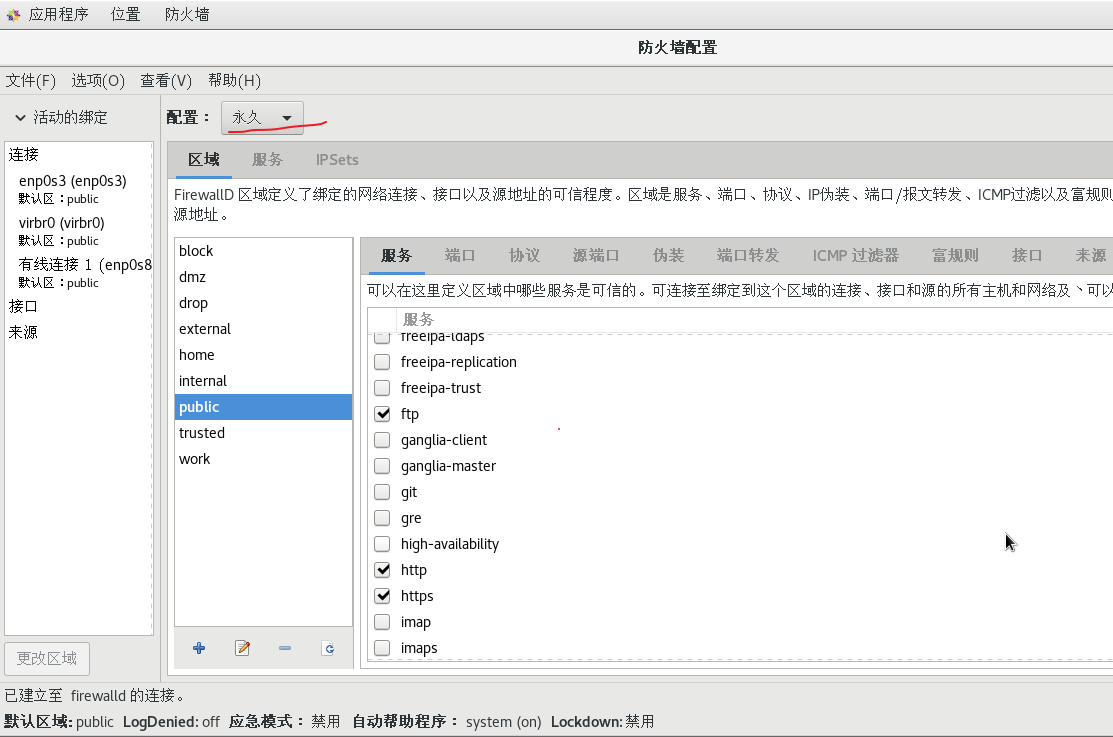 应用程序 位置 防火墙
防火墙配置
文件(F) 选项(O) 查看(V) 帮助(H)
活动的绑定
配置： 永久
连接
enp0s3 (enp0s3)
默认区：public
virbr0 (virbr0)
默认区：public
有线连接 1 (enp0s8
默认区：public
接口
来源
更改区域
区域 服务 IPSets
FirewallD 区域定义了绑定的网络连接、接口以及源地址的可信程度。区域是服务、端口、协议、IP伪装、端口/报文转发、ICMP过滤以及富规则
源地址。
block
dmz
drop
external
home
internal
public
trusted
work
服务 端口 协议 源端口 伪装 端口转发 ICMP 过滤器 富规则 接口 来源
可以在这里定义区域中哪些服务是可信的。可连接至绑定到这个区域的连接、接口和源的所有主机和网络及丶可以
服务
freeipa-ldaps
freeipa-replication
freeipa-trust
ftp
ganglia-client
ganglia-master
git
gre
high-availability
http
https
imap
imaps
已建立至 firewalld 的连接。
默认区域: public LogDenied: off 应急模式： 禁用 自动帮助程序： system (on) Lockdown: 禁用